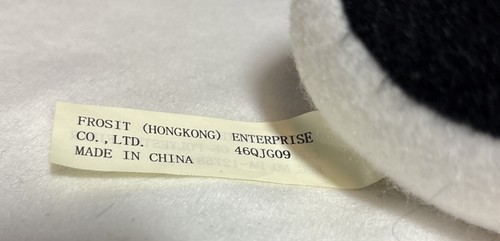 FROSIT (HONGKONG) ENTERPRISE
CO.,LTD. 46QJG09
MADE IN CHINA